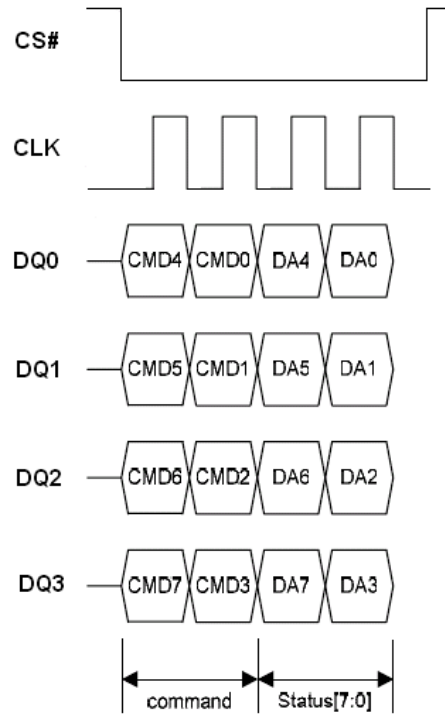 CS#
CLK
DQ0 CMD4 CMD0 DA4 DA0
DQ1 CMD5 CMD1 DA5 DA1
DQ2 CMD6 CMD2 DA6 DA2
DQ3 CMD7 CMD3 DA7 DA3
command Status[7:0]